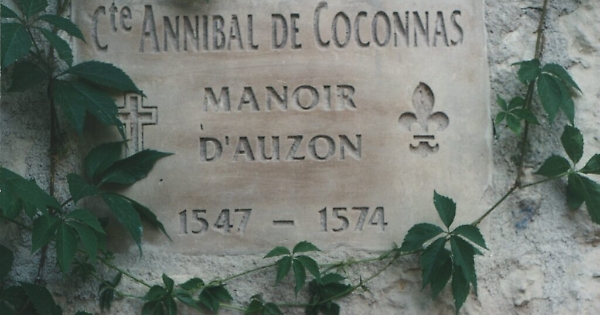 Cte ANNIBAL DE COCONNAS
MANOIR
D'AUZON
1547 – 1574